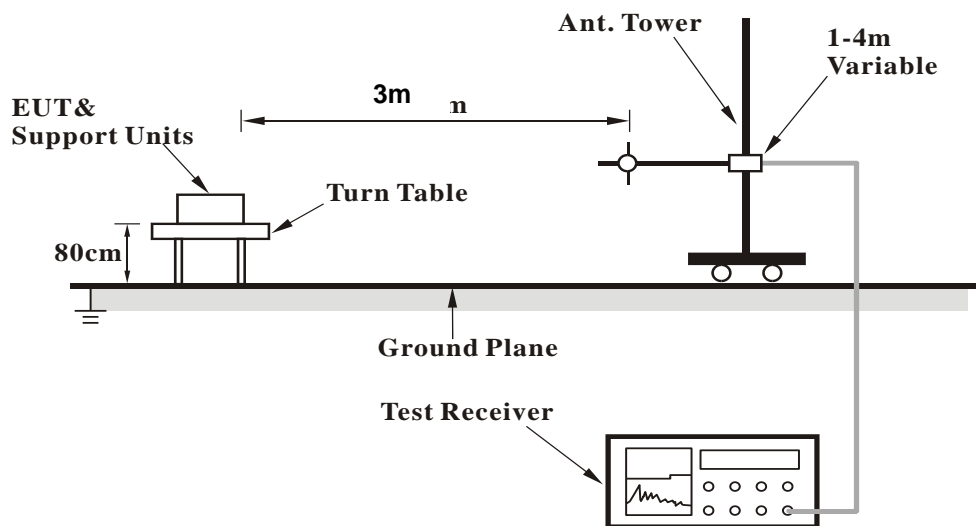 Ant. Tower
1-4m
Variable
3m
EUT&
Support Units
Turn Table
80cm
Ground Plane
Test Receiver